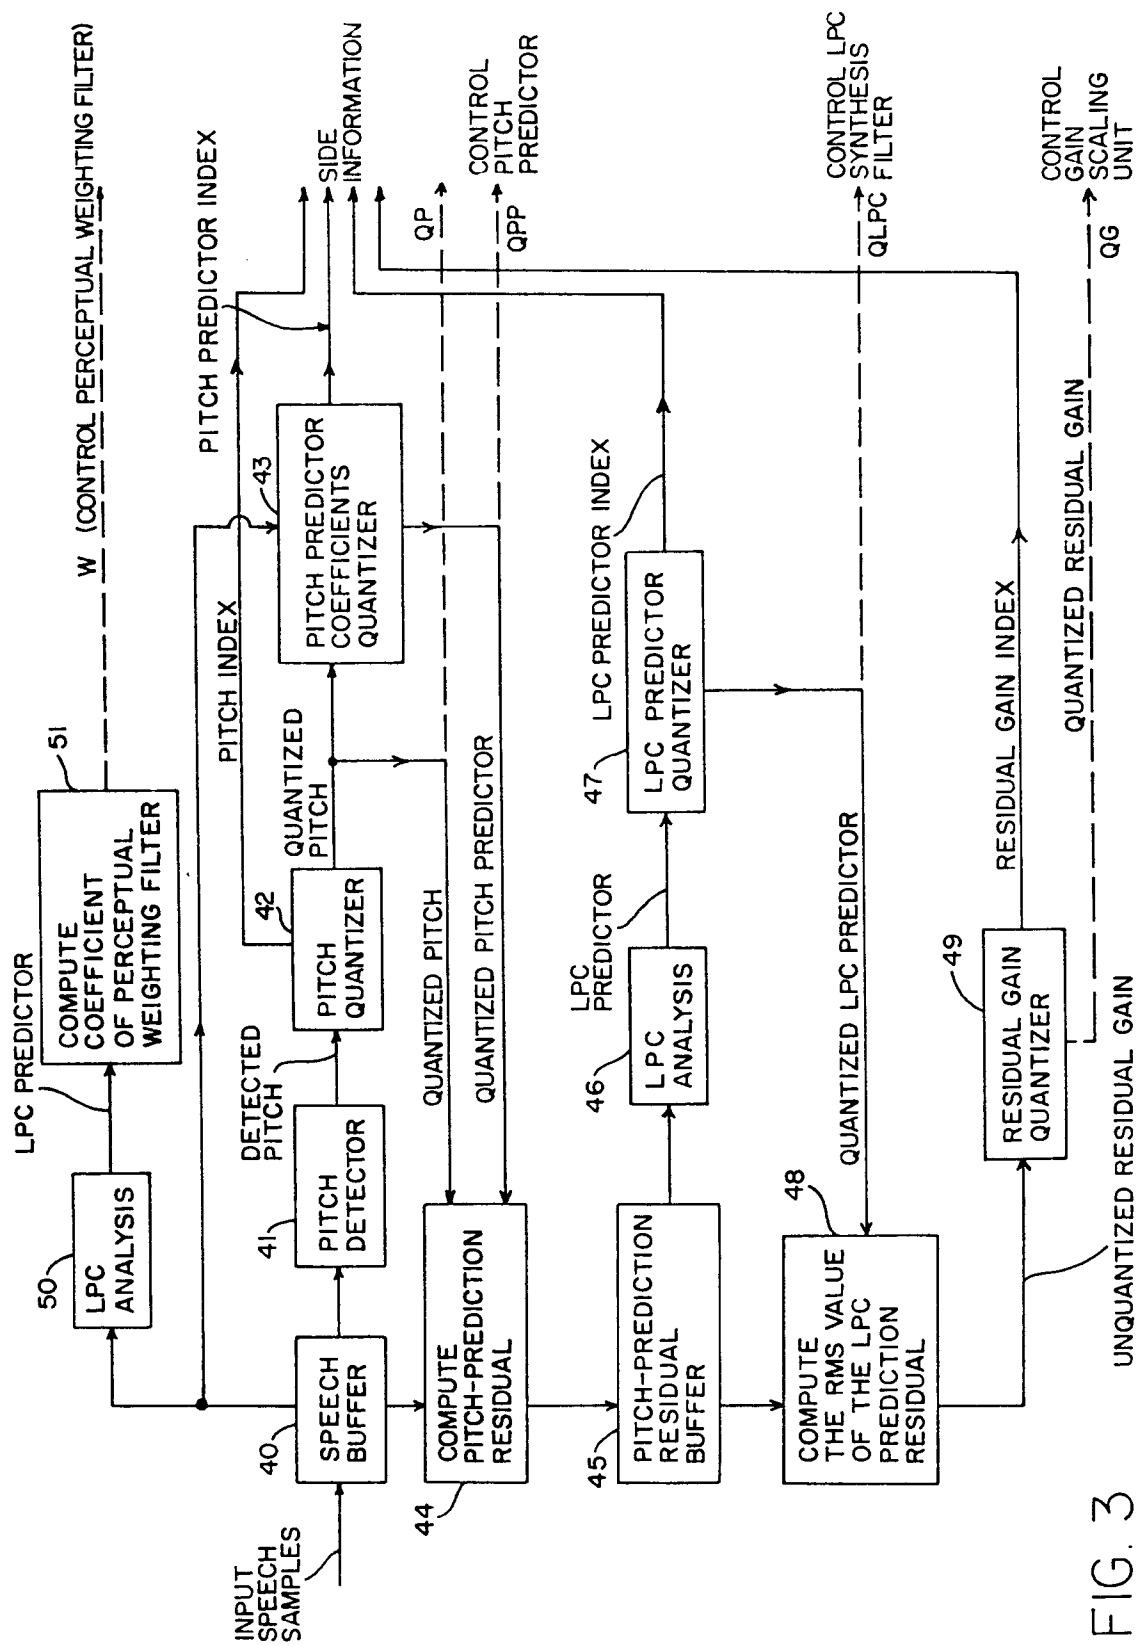 LPC PREDICTOR
51
W (CONTROL PERCEPTUAL WEIGHTING FILTER)
50
LPC
ANALYSIS
COMPUTE
COEFFICIENT
OF PERCEPTUAL
WEIGHTING FILTER
PITCH INDEX
PITCH PREDICTOR INDEX
INPUT
SPEECH
SAMPLES
40
SPEECH
BUFFER
41
PITCH
DETECTOR
DETECTED
PITCH
42
PITCH
QUANTIZER
QUANTIZED
PITCH
43
PITCH PREDICTOR
COEFFICIENTS
QUANTIZER
SIDE
INFORMATION
44
COMPUTE
PITCH-PREDICTION
RESIDUAL
QUANTIZED PITCH
QP
QUANTIZED PITCH PREDICTOR
QPP
CONTROL
PITCH
PREDICTOR
45
PITCH-PREDICTION
RESIDUAL
BUFFER
46
LPC
ANALYSIS
LPC
PREDICTOR
47
LPC PREDICTOR
QUANTIZER
LPC PREDICTOR INDEX
48
COMPUTE
THE RMS VALUE
OF THE LPC
PREDICTION
RESIDUAL
QUANTIZED LPC PREDICTOR
QLPC
CONTROL LPC
SYNTHESIS
FILTER
49
RESIDUAL GAIN
QUANTIZER
RESIDUAL GAIN INDEX
QUANTIZED RESIDUAL GAIN
QG
CONTROL
GAIN
SCALING
UNIT
UNQUANTIZED RESIDUAL GAIN
FIG. 3